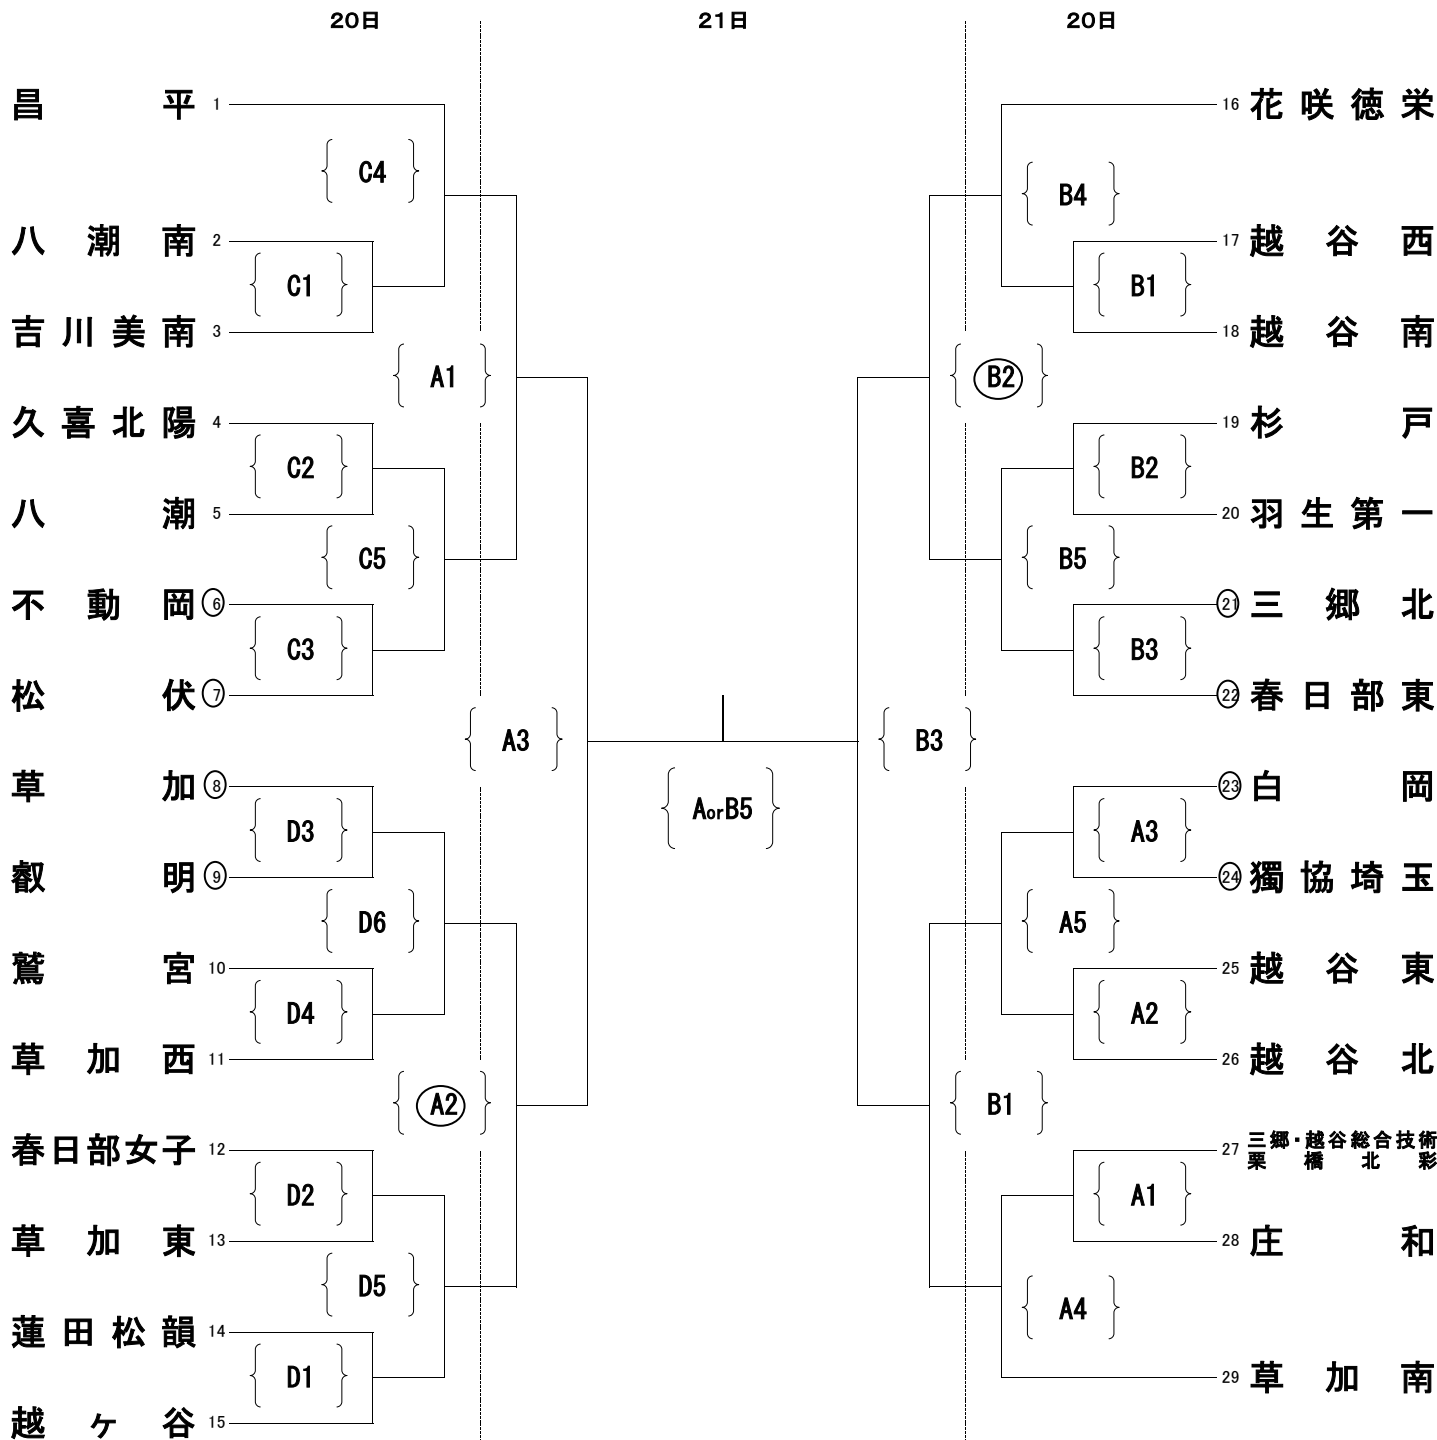 20日 21日 20日
昌平 1
C4
八潮南 2
C1
吉川美南 3
A1
久喜北陽 4
C2
八潮 5
C5
不動岡 6
C3
松伏 7
A3
草加 8
D3
叡明 9
D6
鷲宮 10
D4
草加西 11
A2
春日部女子 12
D2
草加東 13
D5
蓮田松韻 14
D1
越ヶ谷 15
AorB5
16 花咲徳栄
B4
17 越谷西
B1
18 越谷南
B2
19 杉戸
B2
20 羽生第一
B5
21 三郷北
B3
22 春日部東
B3
23 白岡
A3
24 獨協埼玉
A5
25 越谷東
A2
26 越谷北
B1
27 三郷・越谷総合技術
栗橋北彩
A1
28 庄和
A4
29 草加南